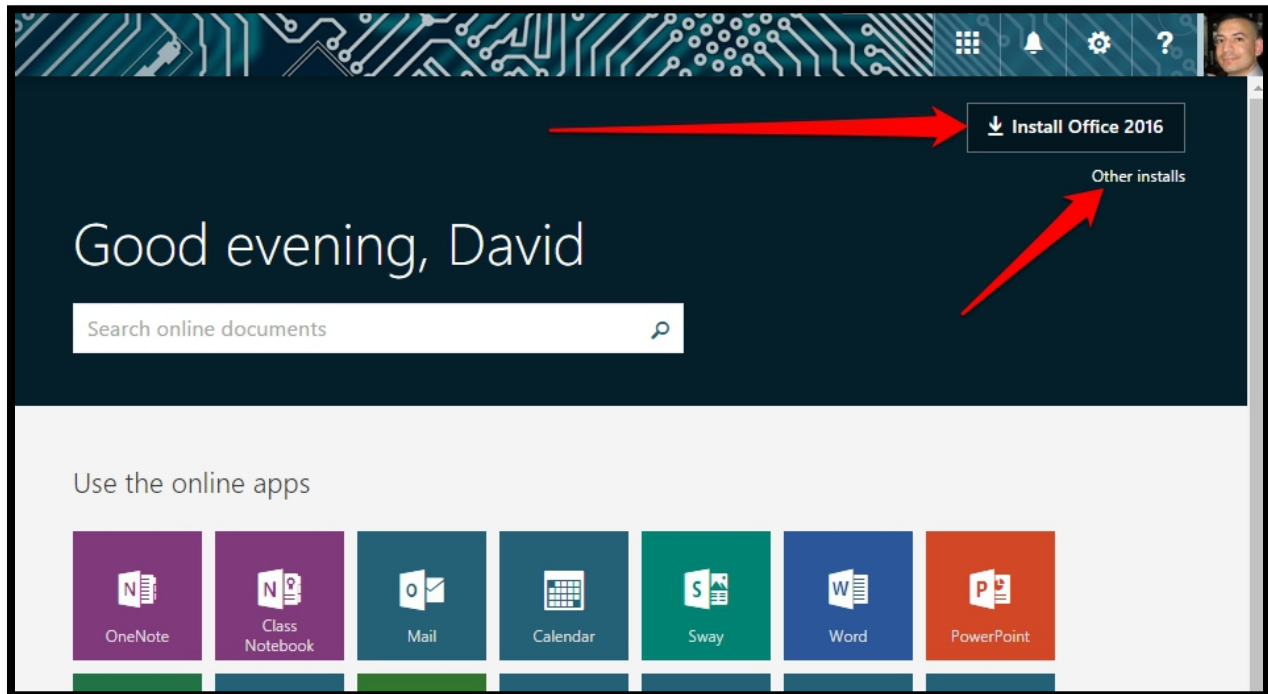 ?
Install Office 2016
Other installs
Good evening, David
Search online documents
Use the online apps
N
N
O
S
W
P
OneNote
Class
Notebook
Mail
Calendar
Sway
Word
PowerPoint